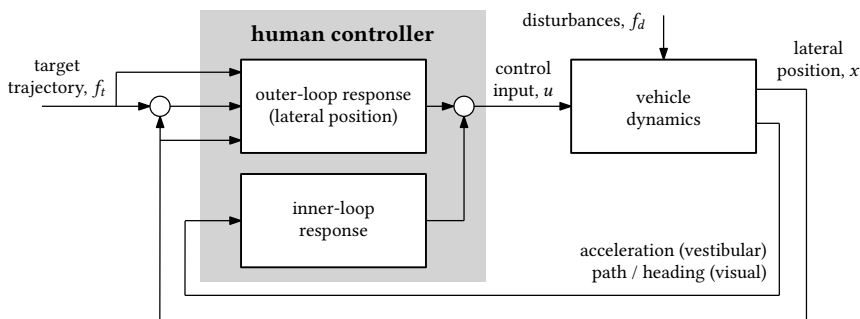 disturbances, f_d
human controller
target
trajectory, f_t
outer-loop response
(lateral position)
control
input, u
vehicle
dynamics
lateral
position, x
inner-loop
response
acceleration (vestibular)
path / heading (visual)